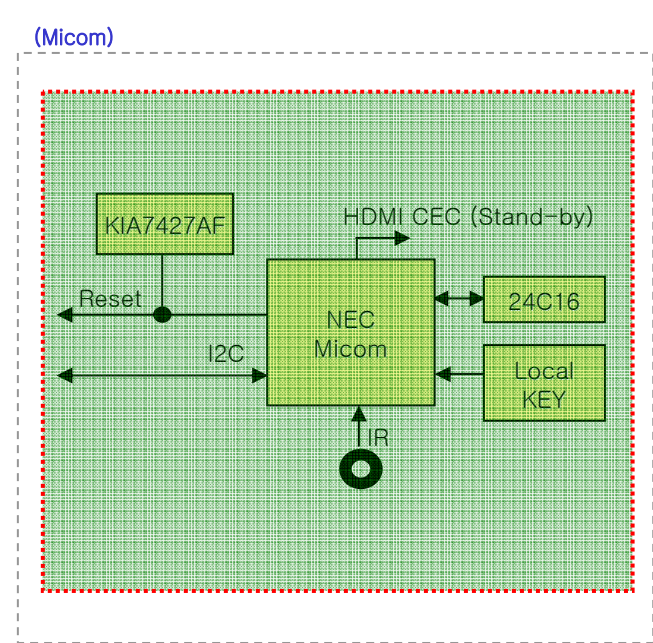 (Micom)
KIA7427AF
HDMI CEC (Stand-by)
Reset
NEC
Micom
24C16
I2C
Local
KEY
IR